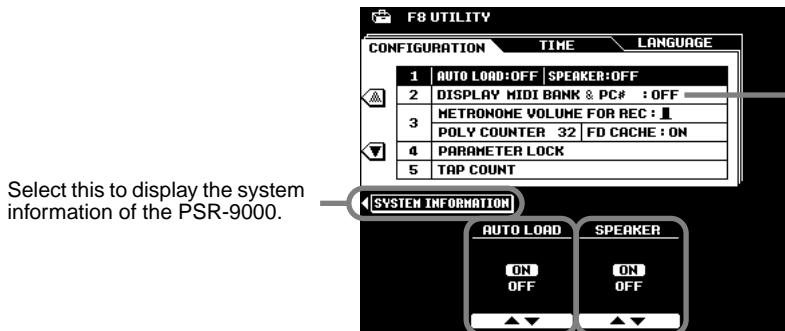 F8 UTILITY
CONFIGURATION TIME LANGUAGE
1 AUTO LOAD:OFF SPEAKER:OFF
2 DISPLAY MIDI BANK & PC# :OFF
3 METRONOME VOLUME FOR REC :
POLY COUNTER 32 FD CACHE : ON
4 PARAMETER LOCK
5 TAP COUNT
Select this to display the system
information of the PSR-9000.
SYSTEM INFORMATION
AUTO LOAD SPEAKER
ON ON
OFF OFF